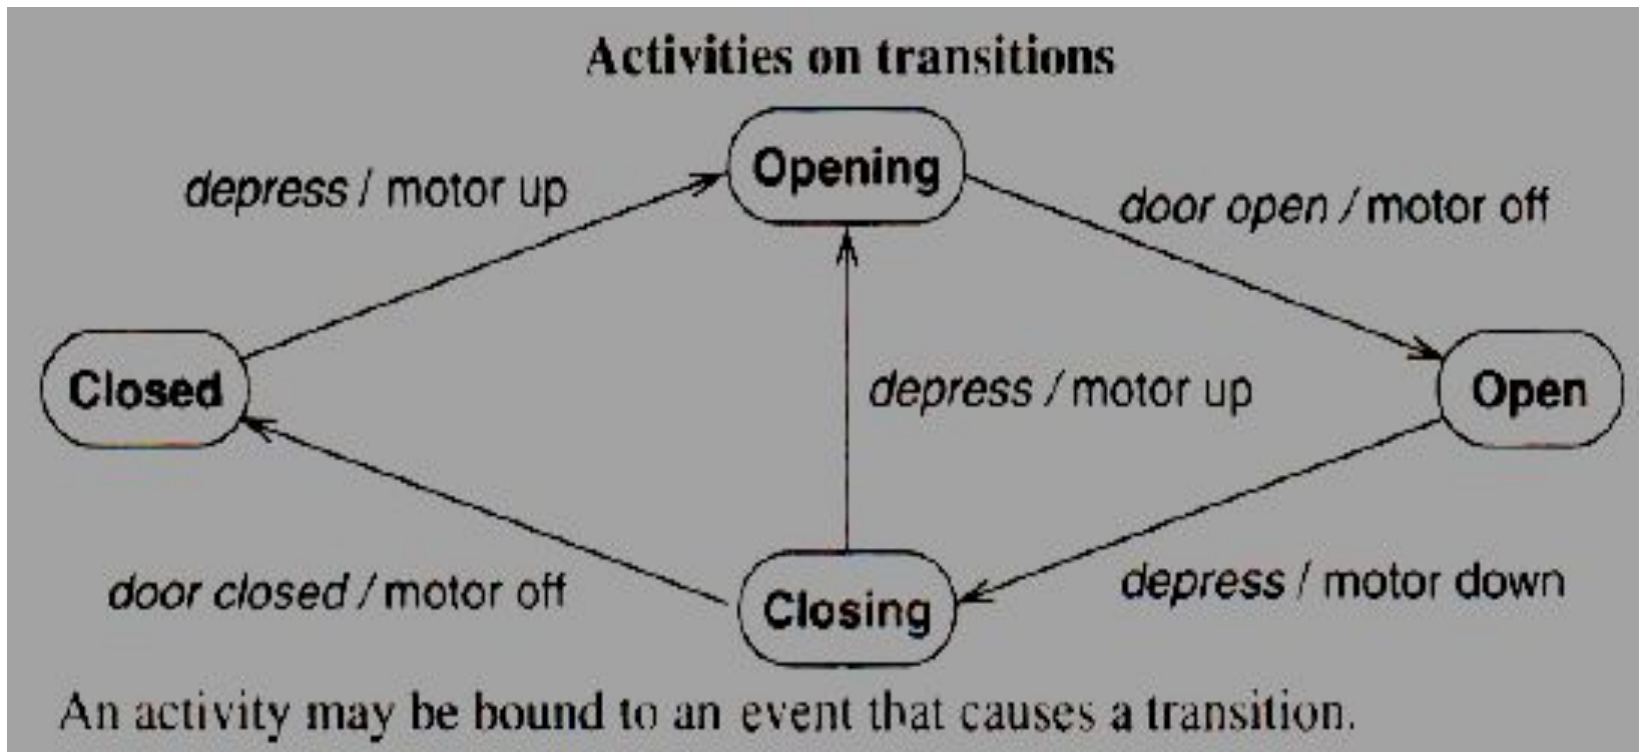 Activities on transitions
Opening
depress / motor up
door open / motor off
Closed
depress / motor up
Open
door closed / motor off
Closing
depress / motor down
An activity may be bound to an event that causes a transition.